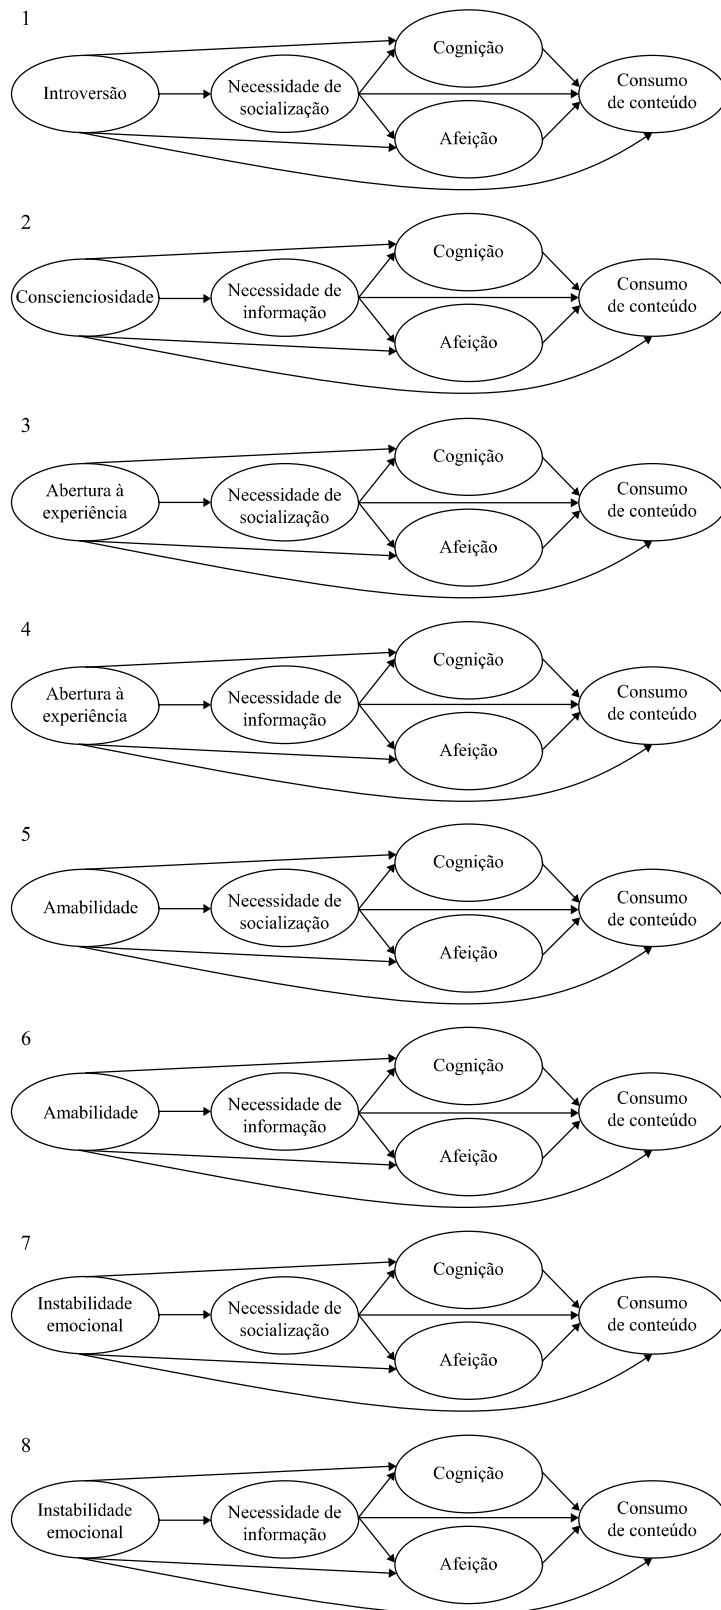 1
Cognição
Introversão
Necessidade de
socialização
Consumo
de conteúdo
Afeição
2
Cognição
Conscienciosidade
Necessidade de
informação
Consumo
de conteúdo
Afeição
3
Cognição
Abertura à
experiência
Necessidade de
socialização
Consumo
de conteúdo
Afeição
4
Cognição
Abertura à
experiência
Necessidade de
informação
Consumo
de conteúdo
Afeição
5
Cognição
Amabilidade
Necessidade de
socialização
Consumo
de conteúdo
Afeição
6
Cognição
Amabilidade
Necessidade de
informação
Consumo
de conteúdo
Afeição
7
Cognição
Instabilidade
emocional
Necessidade de
socialização
Consumo
de conteúdo
Afeição
8
Cognição
Instabilidade
emocional
Necessidade de
informação
Consumo
de conteúdo
Afeição